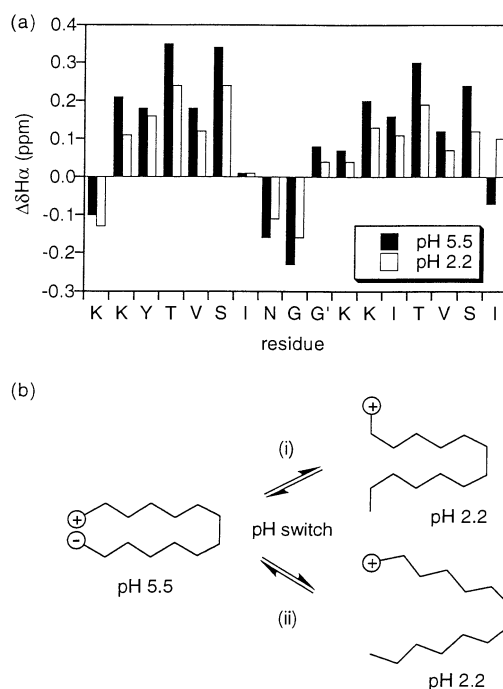 (a)
0.4
0.3
0.2
0.1
0.0
-0.1
-0.2
-0.3
ΔδHα (ppm)
pH 5.5
pH 2.2
K K Y T V S I N G G' K K I T V S I
residue
(b)
+
-
pH 5.5
(i)
pH switch
(ii)
+
pH 2.2
+
pH 2.2